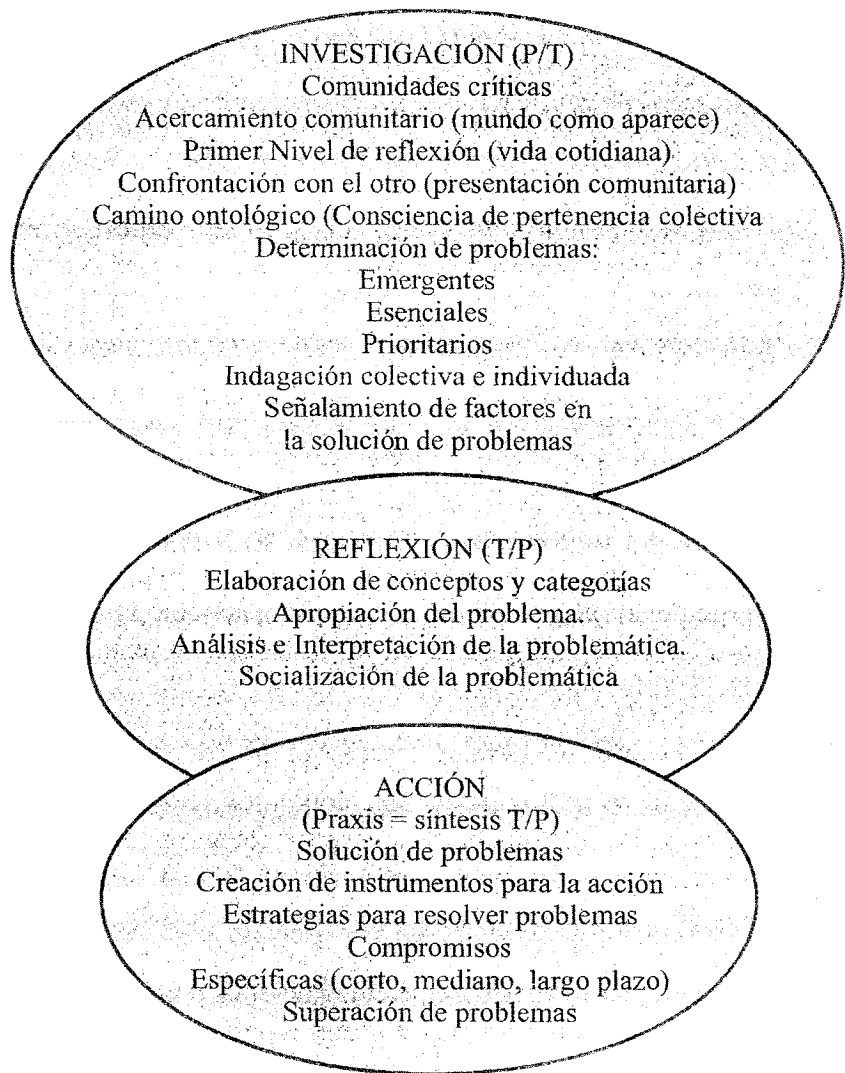 INVESTIGACIÓN (P/T)
Comunidades críticas
Acercamiento comunitario (mundo como aparece)
Primer Nivel de reflexión (vida cotidiana)
Confrontación con el otro (presentación comunitaria)
Camino ontológico (Consciencia de pertenencia colectiva
Determinación de problemas:
Emergentes
Esenciales
Prioritarios
Indagación colectiva e individuada
Señalamiento de factores en
la solución de problemas
REFLEXIÓN (T/P)
Elaboración de conceptos y categorías
Apropiación del problema.
Análisis e Interpretación de la problemática.
Socialización de la problemática
ACCIÓN
(Praxis = síntesis T/P)
Solución de problemas
Creación de instrumentos para la acción
Estrategias para resolver problemas
Compromisos
Específicas (corto, mediano, largo plazo)
Superación de problemas